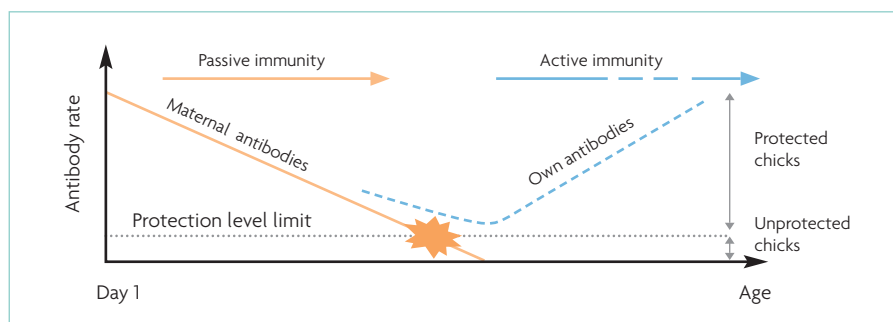 Passive immunity
Active immunity
Antibody rate
Maternal antibodies
Own antibodies
Protected
chicks
Protection level limit
Unprotected
chicks
Day 1
Age